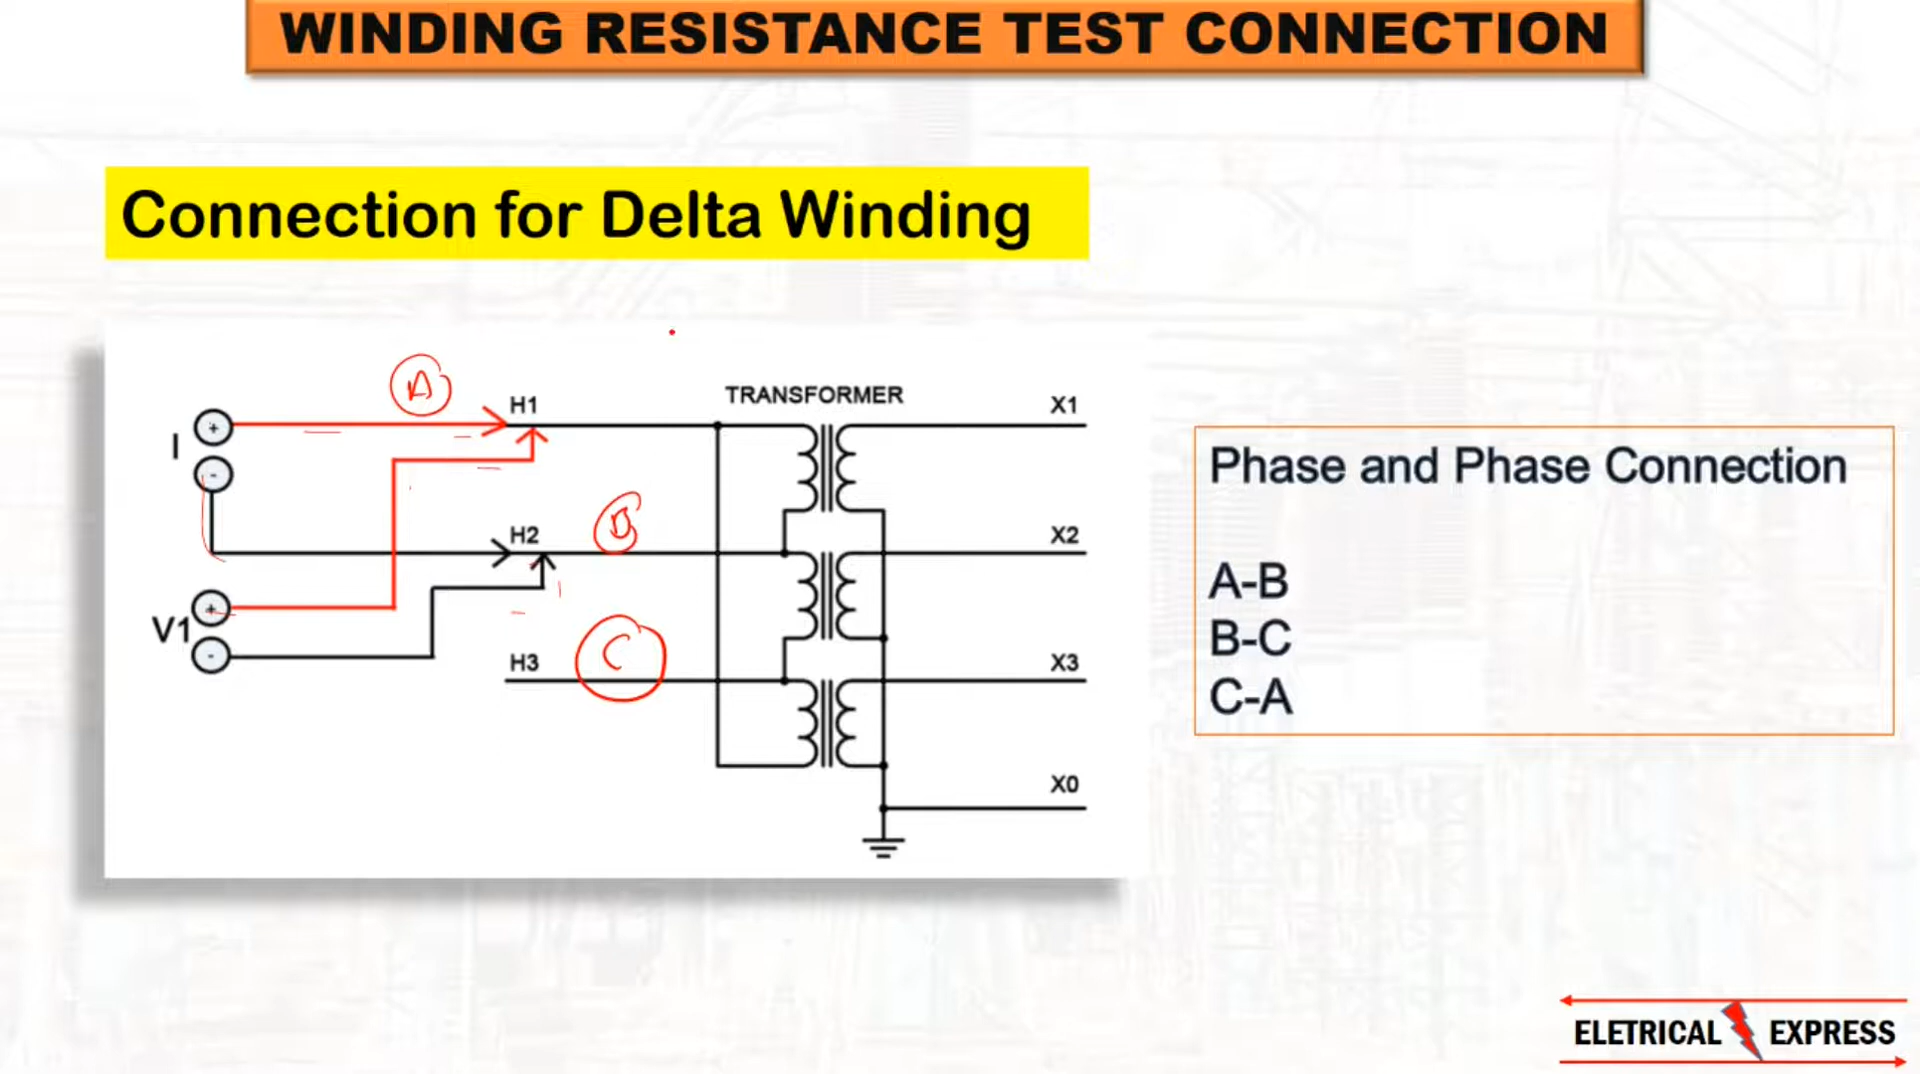 WINDING RESISTANCE TEST CONNECTION
Connection for Delta Winding
A
H1
TRANSFORMER
X1
+
I
-
B
H2
X2
+
V1
-
C
H3
X3
X0
Phase and Phase Connection
A-B
B-C
C-A
ELETRICAL EXPRESS